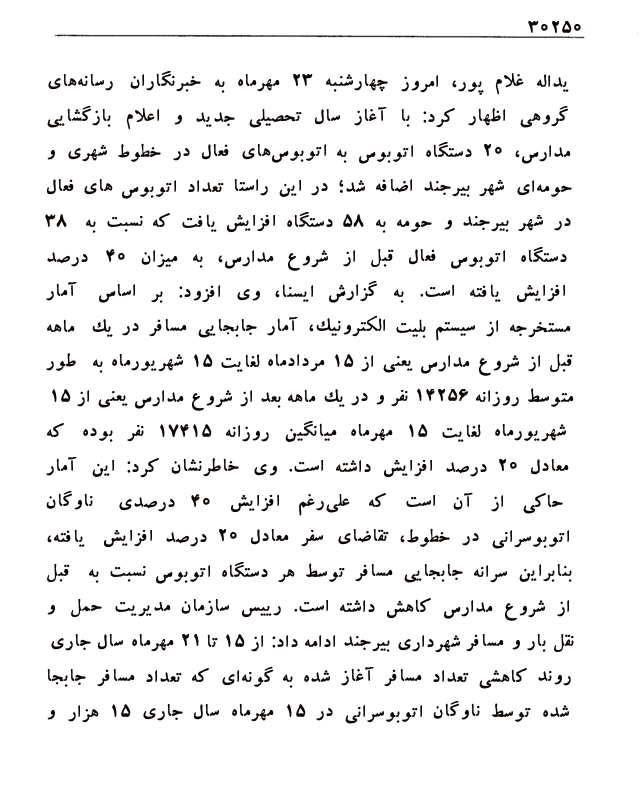 ۳۰۲۵۰
یداله غلام پور، امروز چهارشنبه ۲۳ مهرماه به خبرنگاران رسانه‌های
گروهی اظهار کرد: با آغاز سال تحصیلی جدید و اعلام بازگشایی
مدارس، ۲۰ دستگاه اتوبوس به اتوبوس‌های فعال در خطوط شهری و
حومه‌ای شهر بیرجند اضافه شد؛ در این راستا تعداد اتوبوس های فعال
در شهر بیرجند و حومه به ۵۸ دستگاه افزایش یافت که نسبت به ۳۸
دستگاه اتوبوس فعال قبل از شروع مدارس، به میزان ۴۰ درصد
افزایش یافته است. به گزارش ایسنا، وی افزود: بر اساس آمار
مستخرجه از سیستم بلیت الکترونیك، آمار جابجایی مسافر در یك ماهه
قبل از شروع مدارس یعنی از ۱۵ مردادماه لغایت ۱۵ شهریورماه به طور
متوسط روزانه ۱۴۲۵۶ نفر و در یك ماهه بعد از شروع مدارس یعنی از ۱۵
شهریورماه لغایت ۱۵ مهرماه میانگین روزانه ۱۷۴۱۵ نفر بوده که
معادل ۲۰ درصد افزایش داشته است. وی خاطرنشان کرد: این آمار
حاکی از آن است که علی‌رغم افزایش ۴۰ درصدی ناوگان
اتوبوسرانی در خطوط، تقاضای سفر معادل ۲۰ درصد افزایش یافته،
بنابراین سرانه جابجایی مسافر توسط هر دستگاه اتوبوس نسبت به قبل
از شروع مدارس کاهش داشته است. رییس سازمان مدیریت حمل و
نقل بار و مسافر شهرداری بیرجند ادامه داد: از ۱۵ تا ۲۱ مهرماه سال جاری
روند کاهشی تعداد مسافر آغاز شده به گونه‌ای که تعداد مسافر جابجا
شده توسط ناوگان اتوبوسرانی در ۱۵ مهرماه سال جاری ۱۵ هزار و